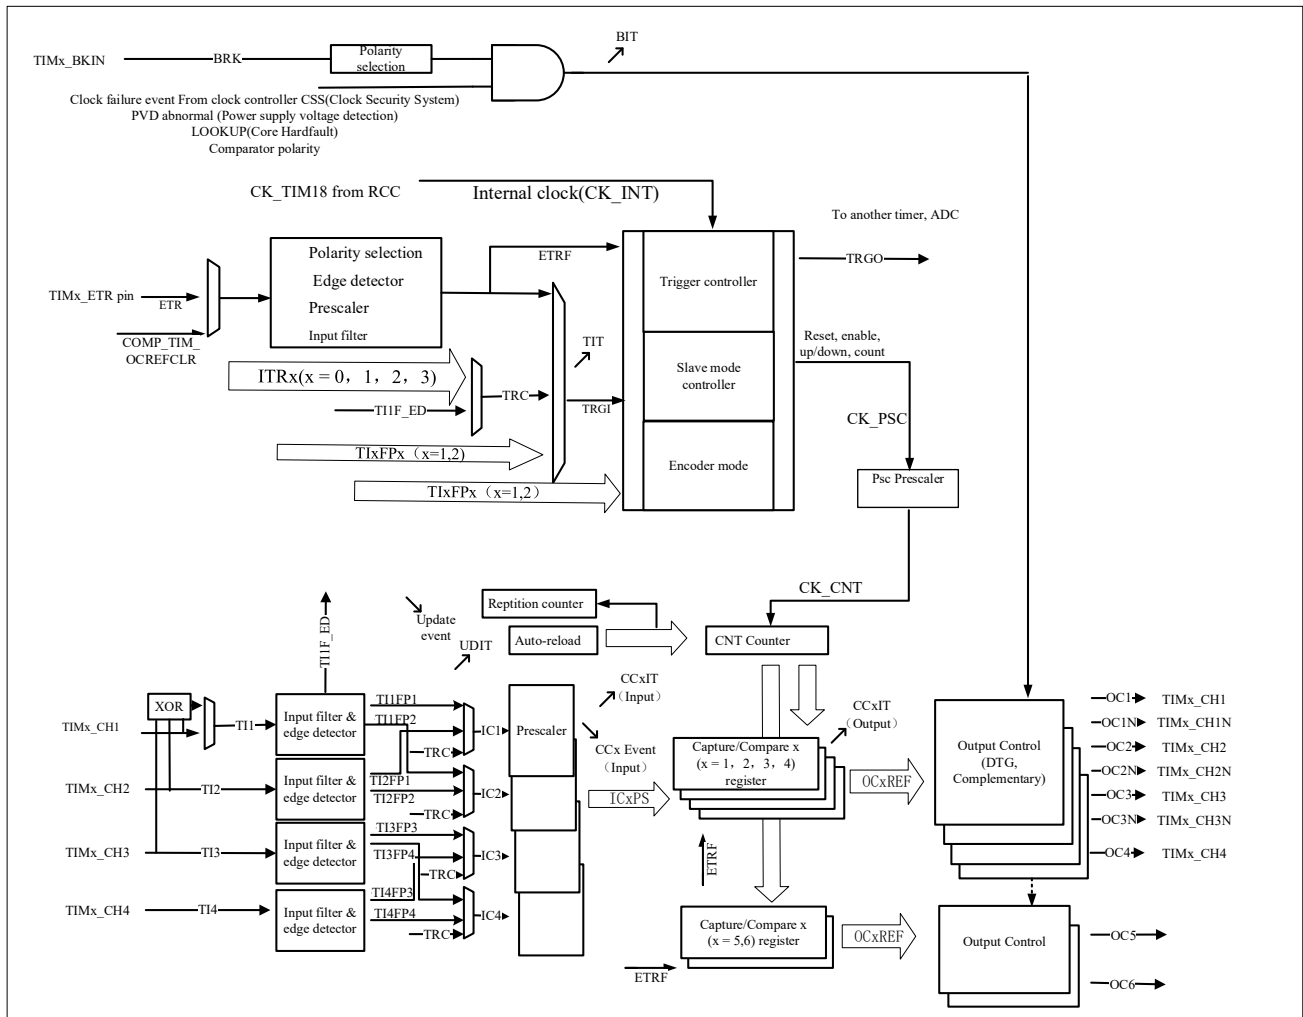 BIT
TIMx_BKIN
BRK
Polarity
selection
Clock failure event From clock controller CSS(Clock Security System)
PVD abnormal (Power supply voltage detection)
LOOKUP(Core Hardfault)
Comparator polarity
CK_TIM18 from RCC
Internal clock(CK_INT)
To another timer, ADC
Polarity selection
Edge detector
Prescaler
Input filter
ETRF
Trigger controller
TRGO
TIMx_ETR pin
ETR
COMP_TIM_
OCREFCLR
TIT
Reset, enable,
up/down, count
ITRx(x = 0, 1, 2, 3)
TRC
TI1F_ED
TRGI
Slave mode
controller
CK_PSC
TIxFPx (x=1,2)
Encoder mode
TIxFPx (x=1,2)
Psc Prescaler
CK_CNT
Reptition counter
Update
event
UDIT
Auto-reload
CNT Counter
TI1F_ED
CCxIT
(Input)
CCxIT
(Output)
XOR
TIMx_CH1
TI1
Input filter &
edge detector
TI1FP1
TI1FP2
TRC
IC1
Prescaler
CCx Event
(Input)
Capture/Compare x
(x = 1, 2, 3, 4)
register
OCxREF
Output Control
(DTG,
Complementary)
OC1
TIMx_CH1
OC1N
TIMx_CH1N
OC2
TIMx_CH2
OC2N
TIMx_CH2N
OC3
TIMx_CH3
OC3N
TIMx_CH3N
OC4
TIMx_CH4
TIMx_CH2
TI2
Input filter &
edge detector
TI2FP1
TI2FP2
TRC
IC2
ICxPS
TIMx_CH3
TI3
Input filter &
edge detector
TI3FP3
TI3FP4
TRC
IC3
ETRF
TIMx_CH4
TI4
Input filter &
edge detector
TI4FP3
TI4FP4
TRC
IC4
Capture/Compare x
(x = 5,6) register
ETRF
OCxREF
Output Control
OC5
OC6